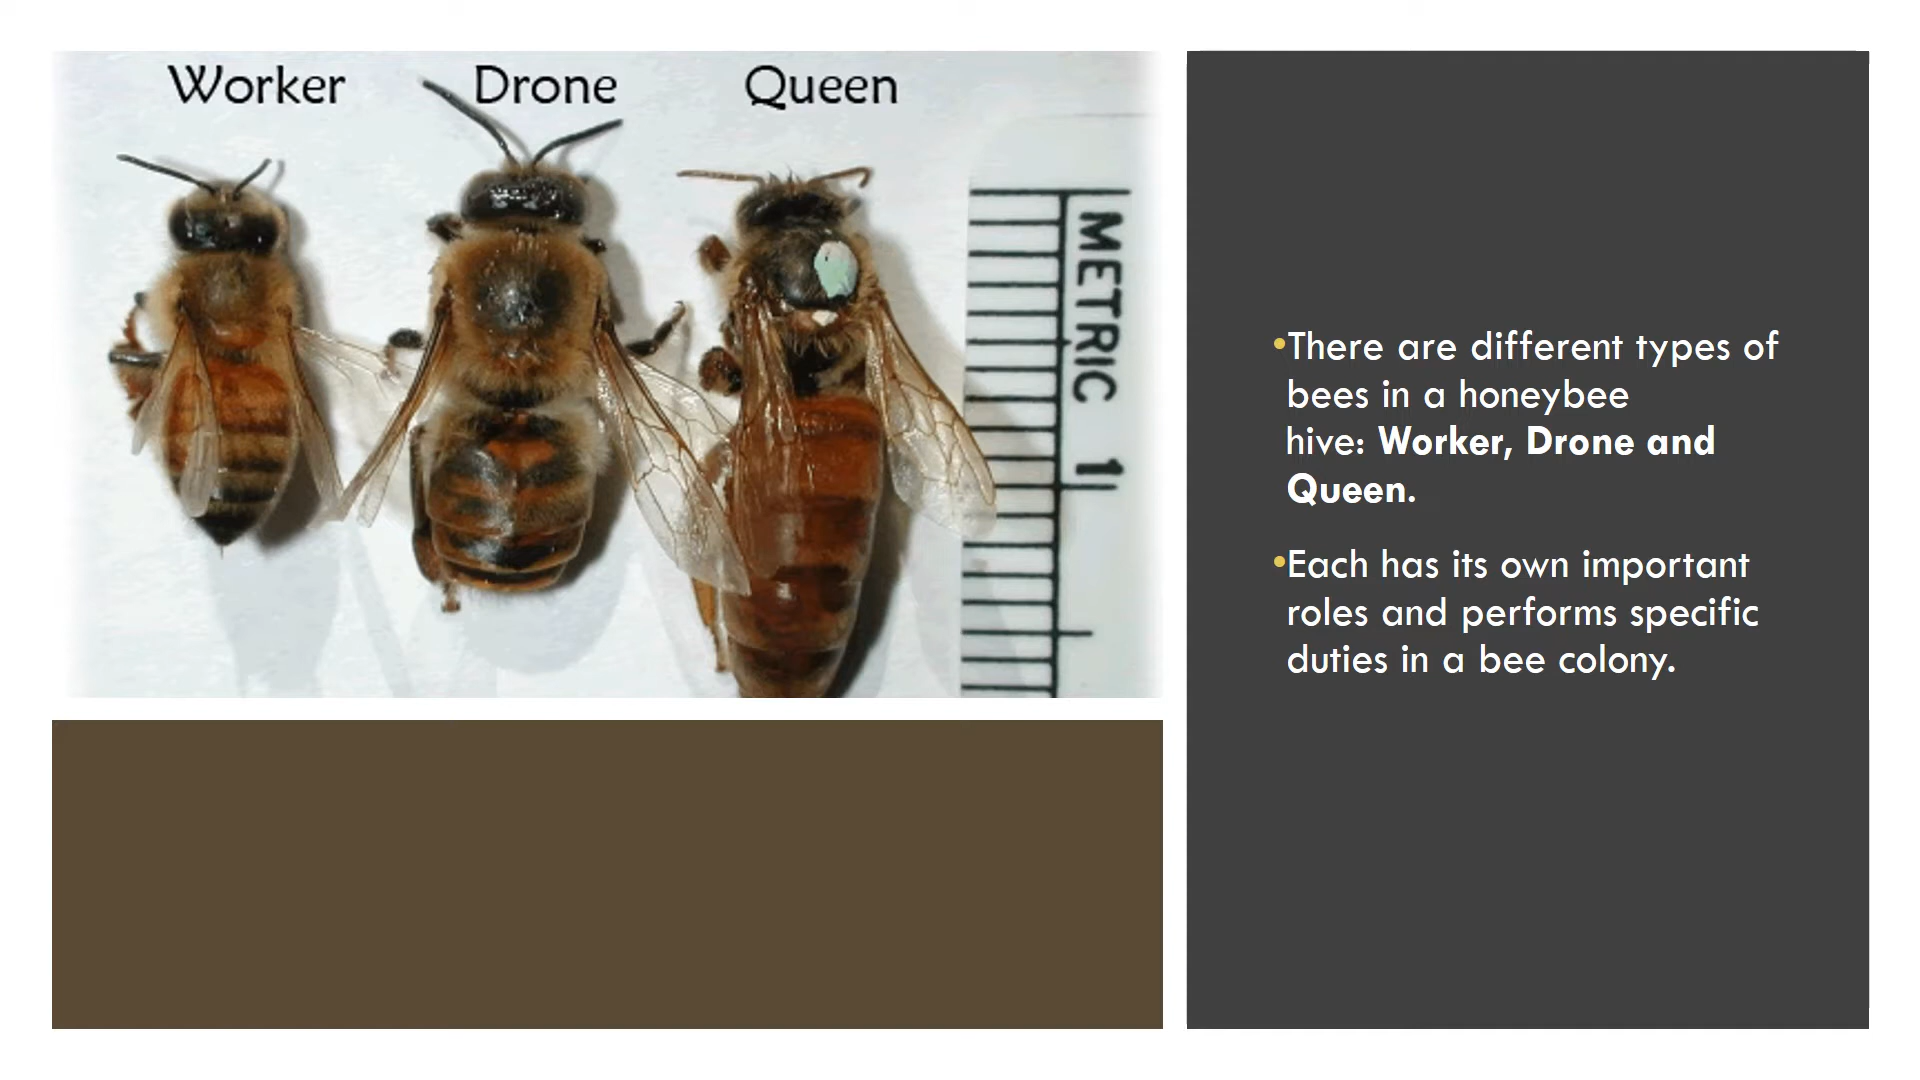 Worker Drone Queen
METRIC 1
•There are different types of
bees in a honeybee
hive: Worker, Drone and
Queen.
•Each has its own important
roles and performs specific
duties in a bee colony.